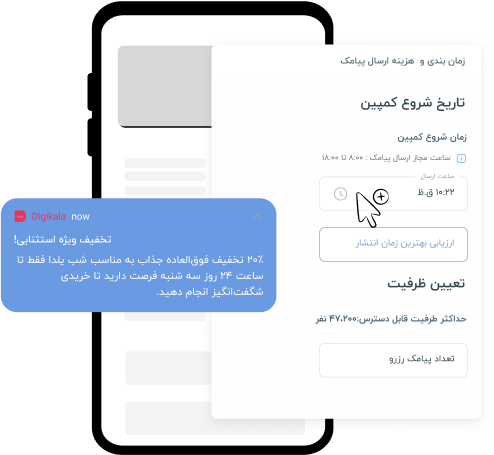 زمان بندی و هزینه ارسال پیامک
تاریخ شروع کمپین
زمان شروع کمپین
ساعت مجاز ارسال پیامک : ۸:۰۰ تا ۱۸:۰۰
ساعت ارسال
۱۰:۲۲ ق.ظ
ارزیابی بهترین زمان انتشار
تعیین ظرفیت
حداکثر ظرفیت قابل دسترس:۴۷،۲۰۰ نفر
تعداد پیامک رزرو
Digikala now
تخفیف ویژه استثنایی!
۲۰٪ تخفیف فوق‌العاده جذاب به مناسب شب یلدا فقط تا
ساعت ۲۴ روز سه شنبه فرصت دارید تا خریدی
شگفت‌انگیز انجام دهید.